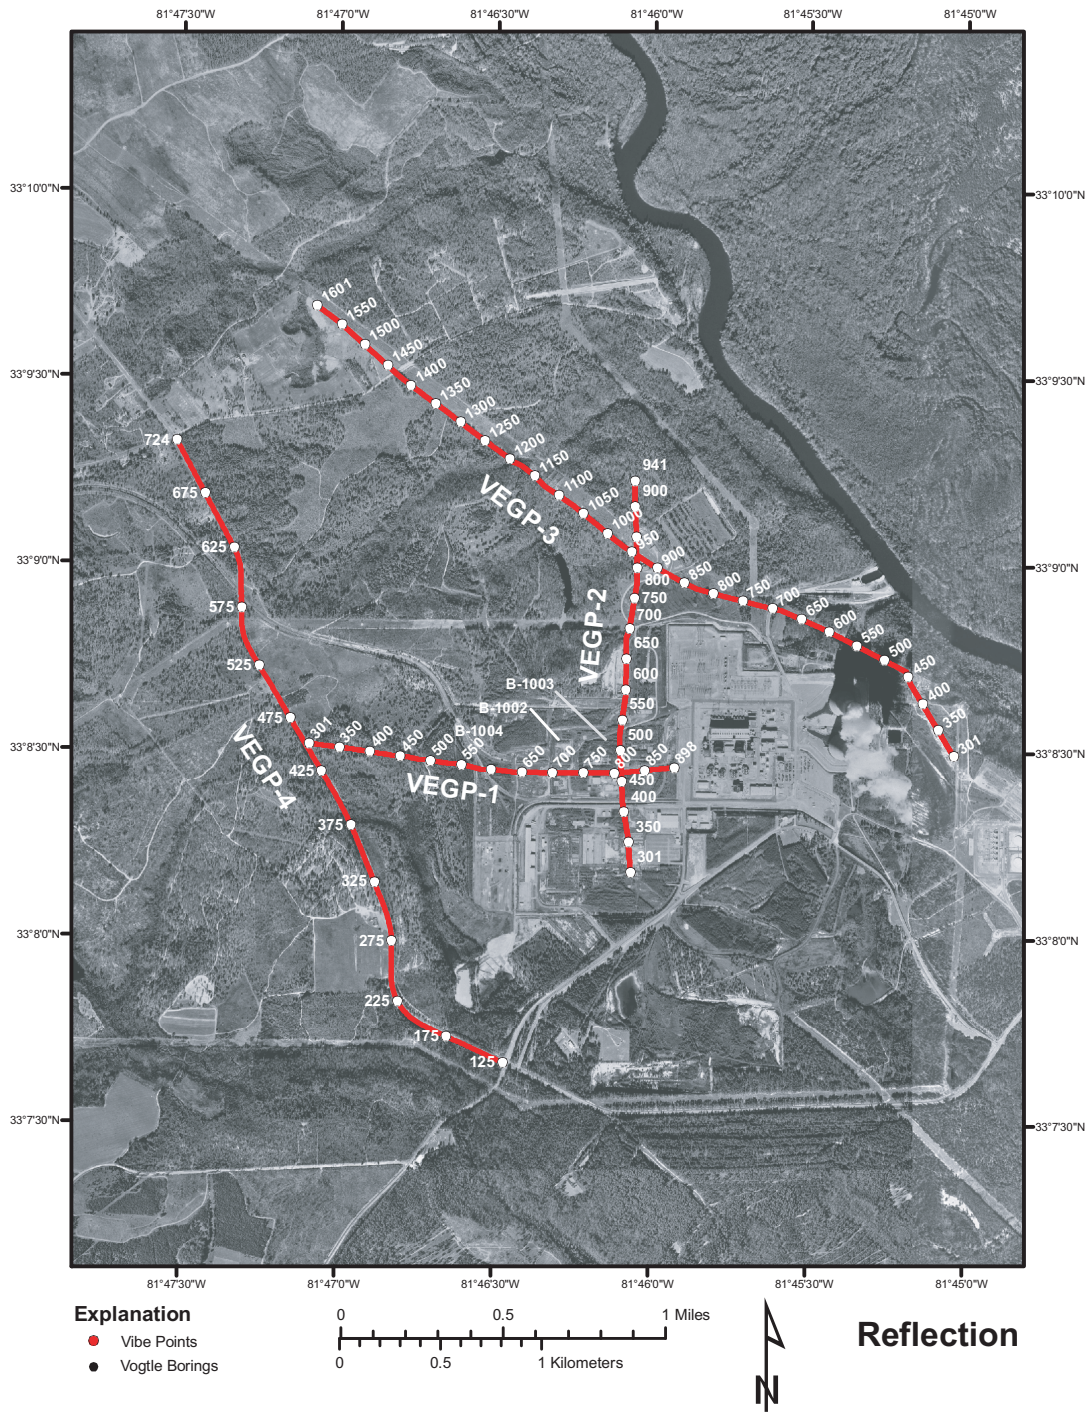 81°47'30"W 81°47'0"W 81°46'30"W 81°46'0"W 81°45'30"W 81°45'0"W
33°10'0"N
33°10'0"N
1601
1550
1500
1450
33°9'30"N
33°9'30"N
1400
1350
1300
1250
724
1200
1150
941
675
1100
900
VEGP-3
1050
1000
625
950
33°9'0"N
900
33°9'0"N
800
850
800
750
750
575
700
700
650
VEGP-2
600
650
550
525
600
500
B-1003
450
550
475
B-1002
400
301
350
400
450
500
B-1004
500
350
550
33°8'30"N
650
700
750
800
850
898
301
33°8'30"N
VEGP-4
425
VEGP-1
450
400
375
350
301
325
275
33°8'0"N
33°8'0"N
225
175
125
33°7'30"N
33°7'30"N
81°47'30"W 81°47'0"W 81°46'30"W 81°46'0"W 81°45'30"W 81°45'0"W
Explanation
Vibe Points
Vogtle Borings
0 0.5 1 Miles
0 0.5 1 Kilometers
N
Reflection